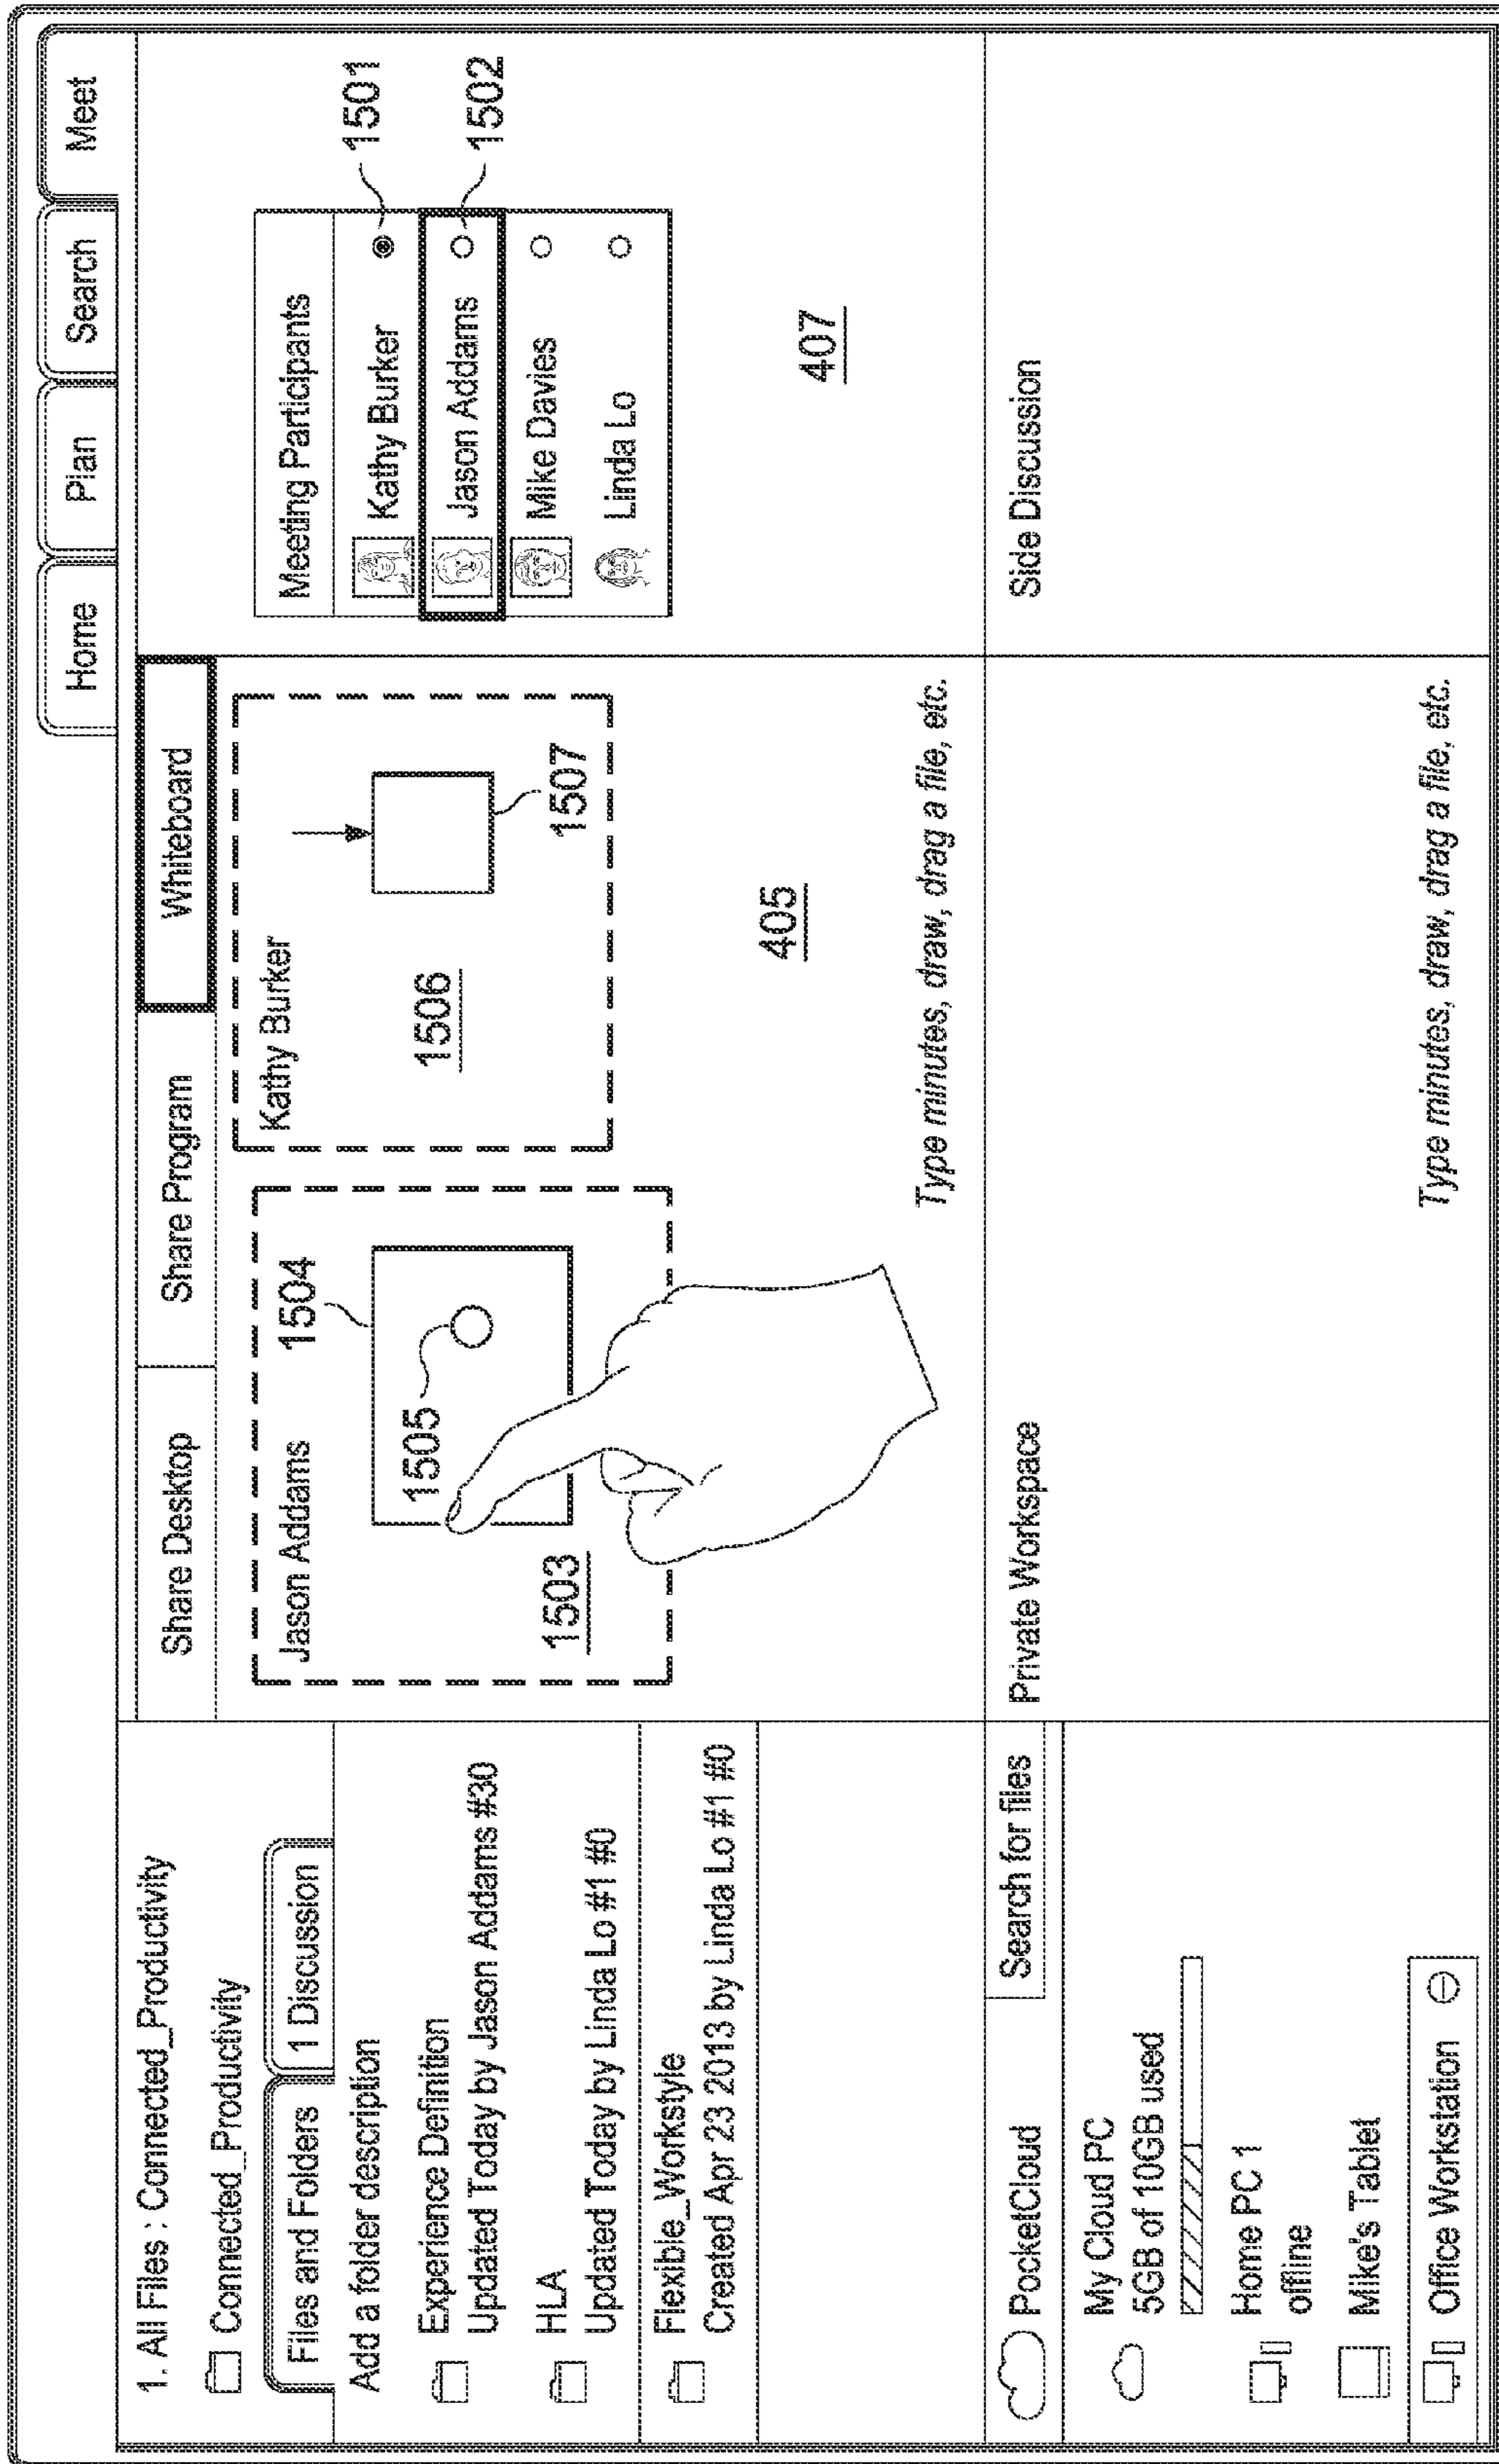 Home
Plan
Search
Meet
1. All Files : Connected_Productivity
Connected_Productivity
Files and Folders
1 Discussion
Add a folder description
Experience Definition
Updated Today by Jason Addams #30
HLA
Updated Today by Linda Lo #1 #0
Flexible_Workstyle
Created Apr 23 2013 by Linda Lo #1 #0
PocketCloud
Search for files
My Cloud PC
5GB of 10GB used
Home PC 1
offline
Mike's Tablet
Office Workstation
Share Desktop
Share Program
Whiteboard
Jason Addams
1504
1505
1503
Kathy Burker
1506
1507
405
Type minutes, draw, drag a file, etc.
Private Workspace
Type minutes, draw, drag a file, etc.
Meeting Participants
Kathy Burker
1501
Jason Addams
1502
Mike Davies
Linda Lo
407
Side Discussion